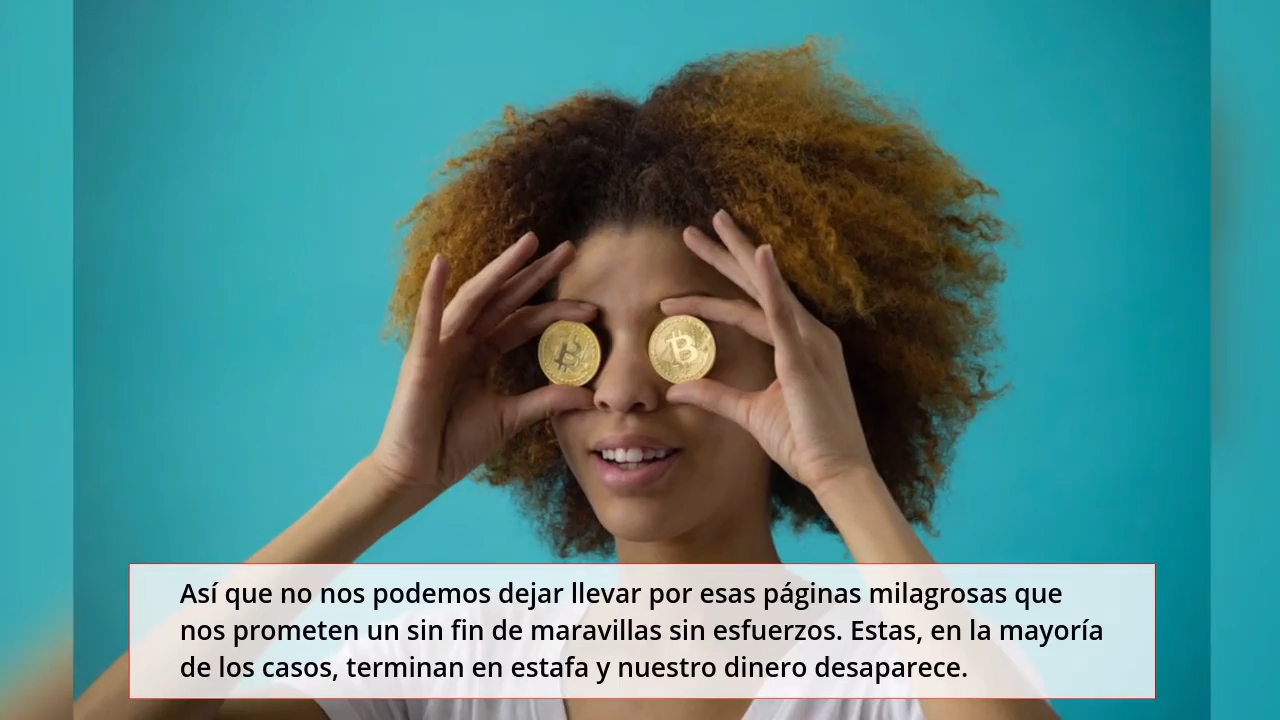 Así que no nos podemos dejar llevar por esas páginas milagrosas que
nos prometen un sin fin de maravillas sin esfuerzos. Estas, en la mayoría
de los casos, terminan en estafa y nuestro dinero desaparece.